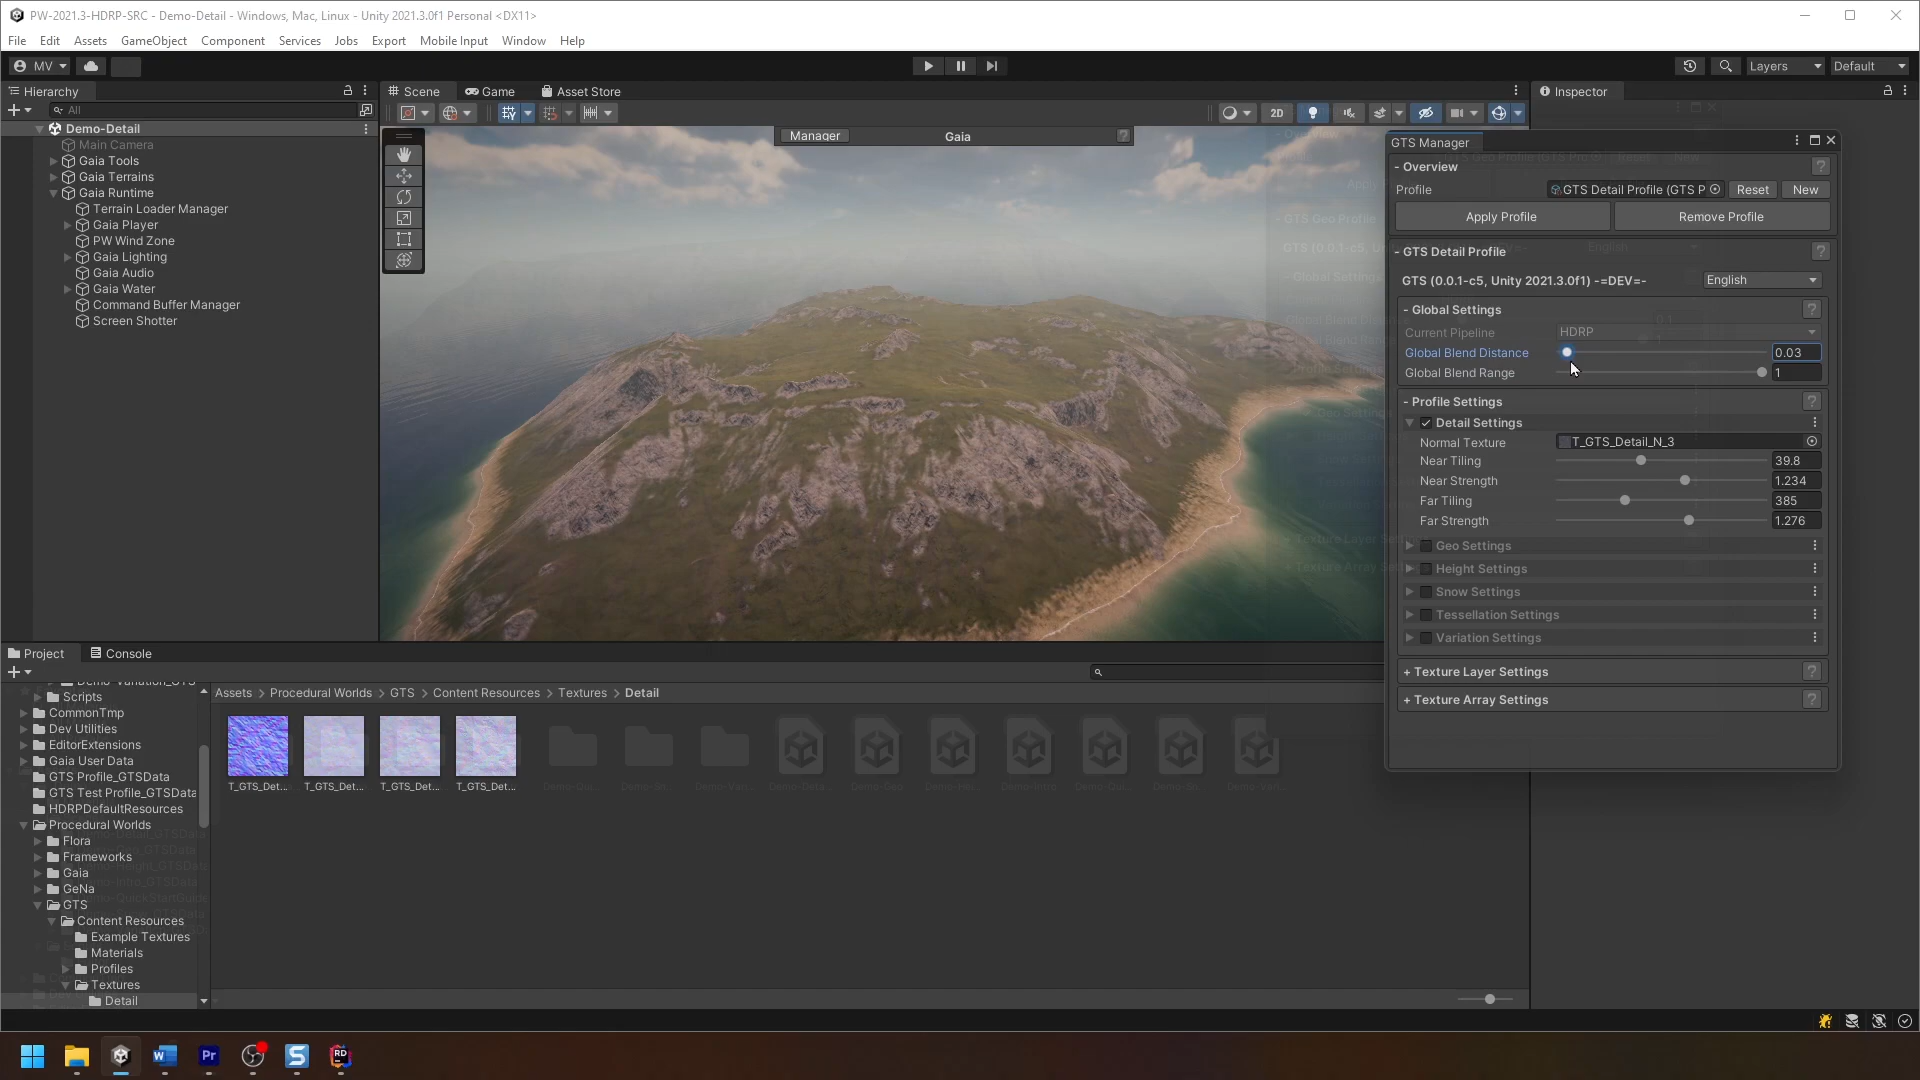 PW-2021.3-HDRP-SRC - Demo-Detail - Windows, Mac, Linux - Unity 2021.3.0f1 Personal <DX11>
File Edit Assets GameObject Component Services Jobs Export Mobile Input Window Help
MV Layers Default
Hierarchy
All
Demo-Detail
Main Camera
Gaia Tools
Gaia Terrains
Gaia Runtime
Terrain Loader Manager
Gaia Player
PW Wind Zone
Gaia Lighting
Gaia Audio
Gaia Water
Command Buffer Manager
Screen Shotter
Scene Game Asset Store
2D
Manager Gaia ?
Inspector
GTS Manager
- Overview ?
Profile GTS Detail Profile (GTS P Reset New
Apply Profile Remove Profile
- GTS Detail Profile ?
GTS (0.0.1-c5, Unity 2021.3.0f1) -=DEV=- English
- Global Settings ?
Current Pipeline HDRP
Global Blend Distance 0.03
Global Blend Range 1
- Profile Settings ?
Detail Settings
Normal Texture T_GTS_Detail_N_3
Near Tiling 39.8
Near Strength 1.234
Far Tiling 385
Far Strength 1.276
Geo Settings
Height Settings
Snow Settings
Tessellation Settings
Variation Settings
+ Texture Layer Settings ?
+ Texture Array Settings ?
Project Console
Scripts
CommonTmp
Dev Utilities
EditorExtensions
Gaia User Data
GTS Profile_GTSData
GTS Test Profile_GTSData
HDRPDefaultResources
Procedural Worlds
Flora
Frameworks
Gaia
GeNa
GTS
Content Resources
Example Textures
Materials
Profiles
Textures
Detail
Assets > Procedural Worlds > GTS > Content Resources > Textures > Detail
T_GTS_Det... T_GTS_Det... T_GTS_Det... T_GTS_Det...
W Pr S RD